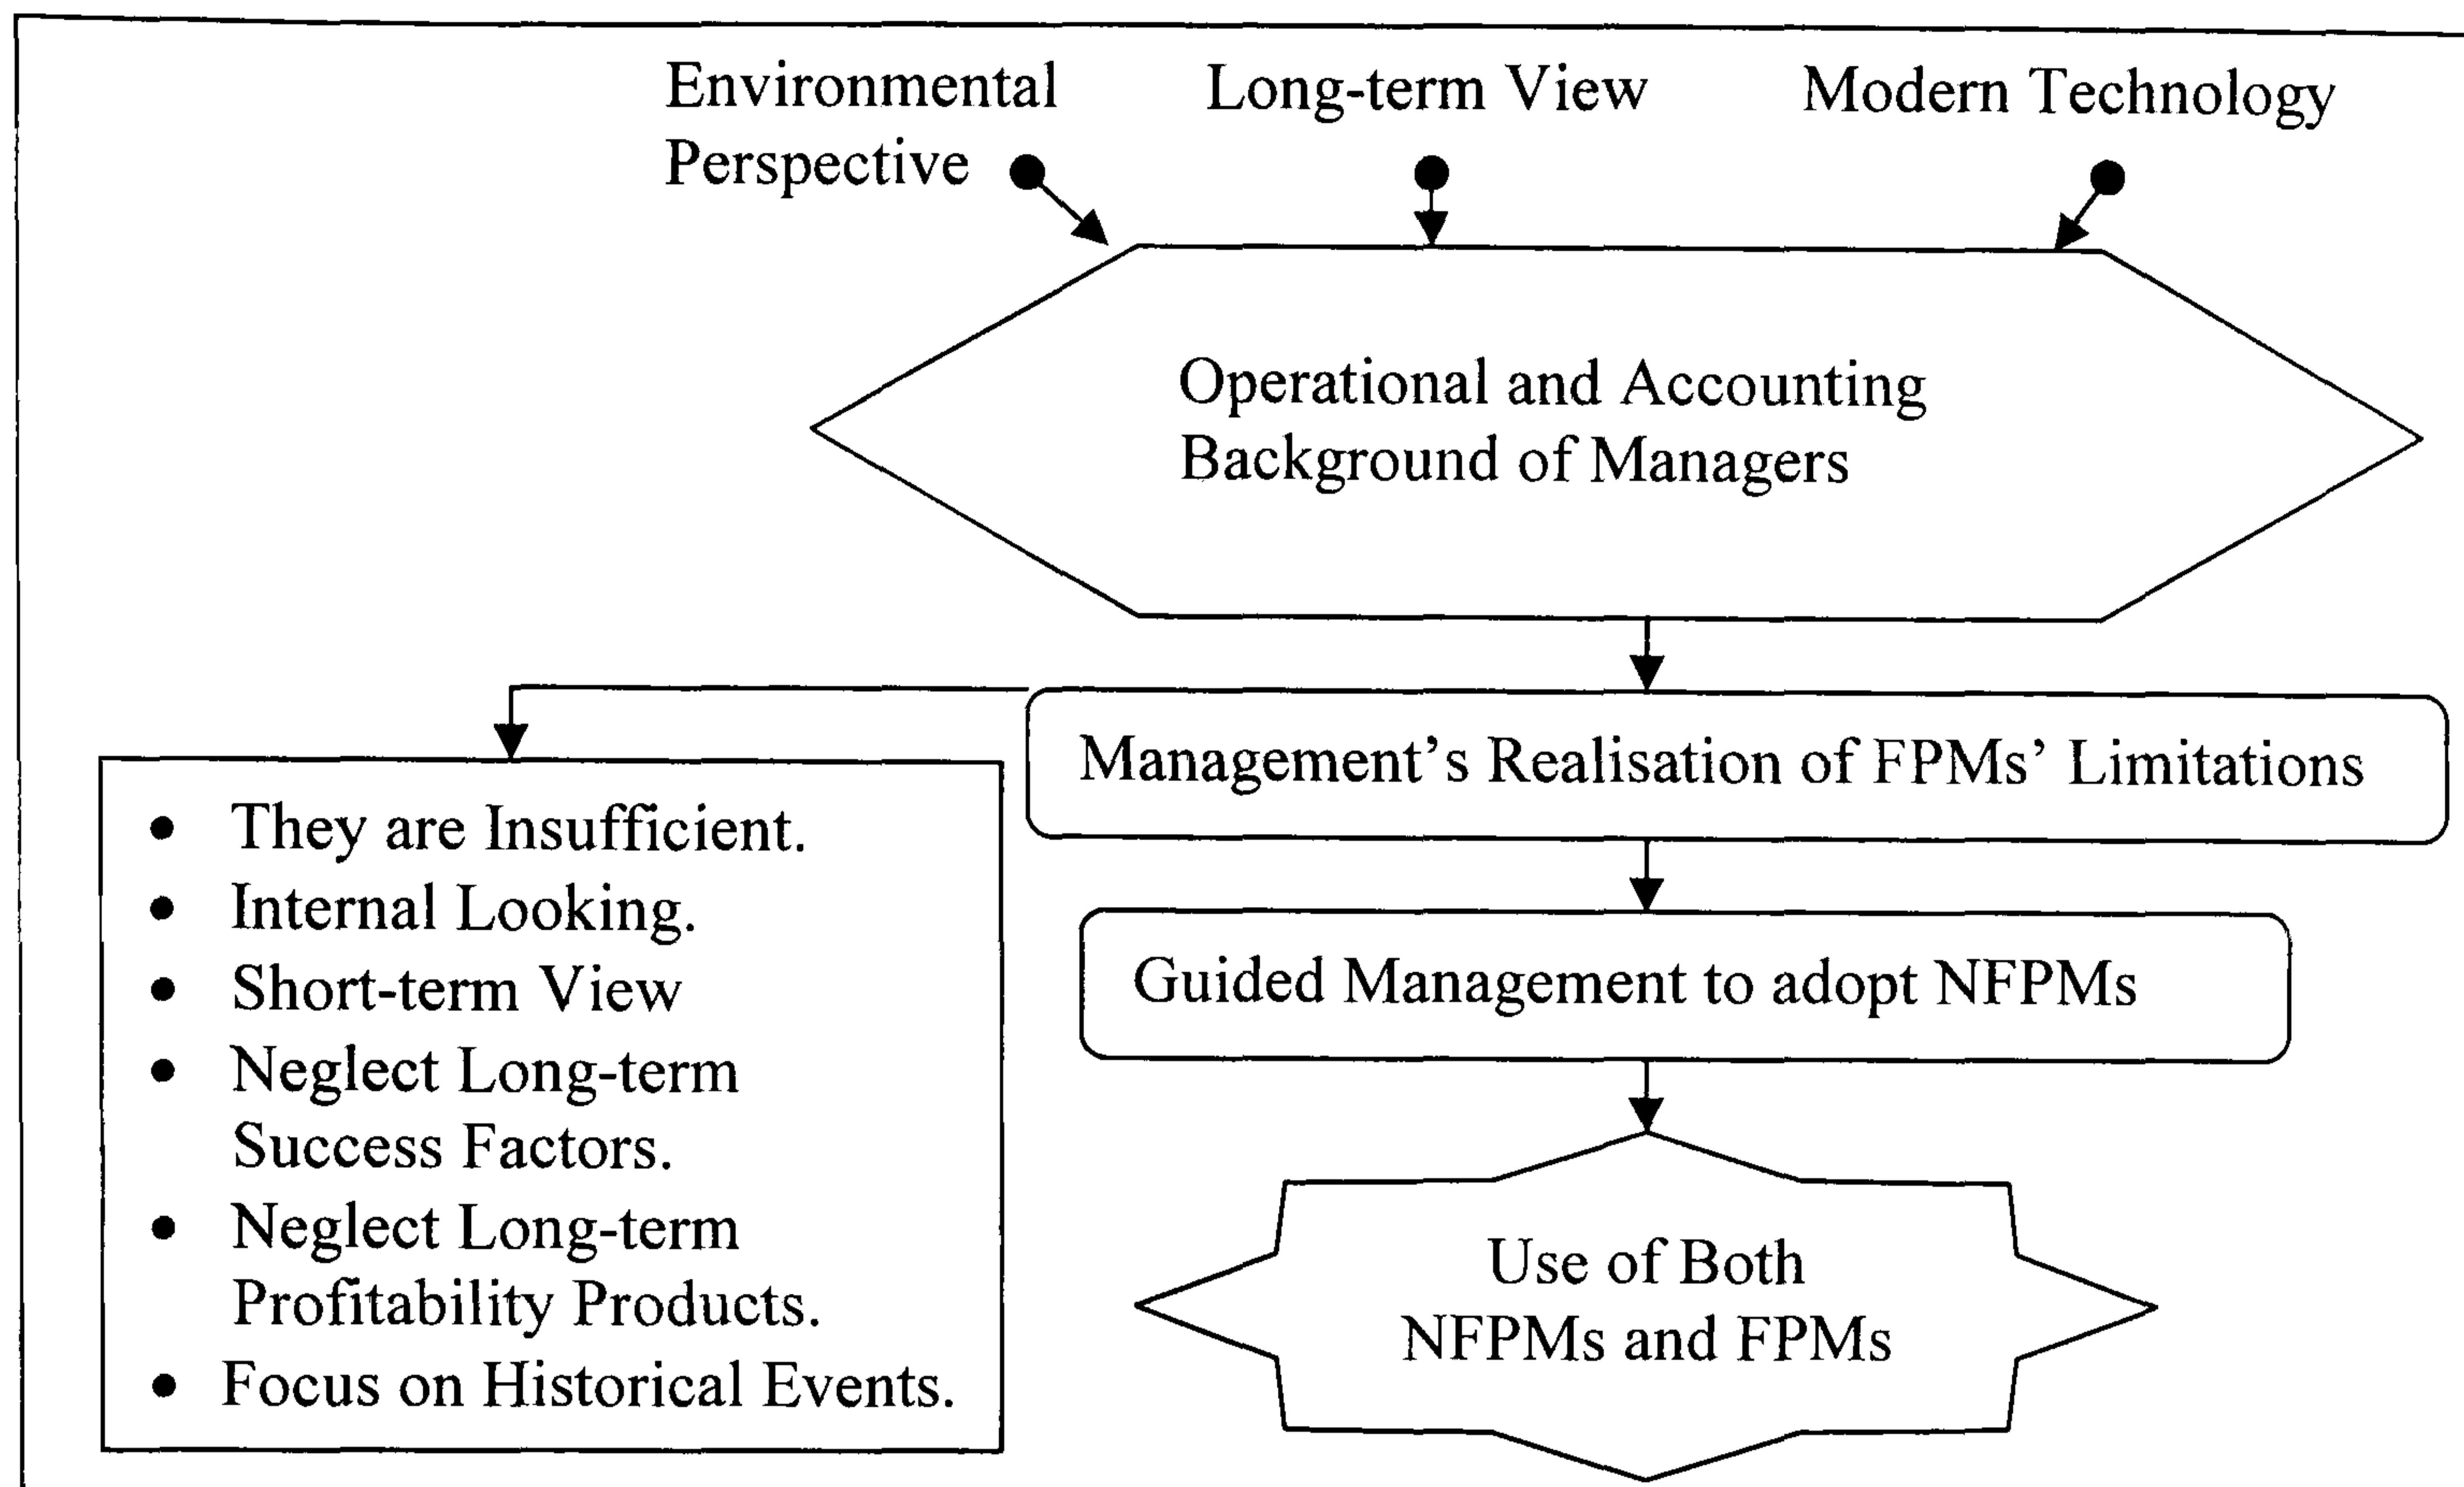 Environmental
Perspective
Long-term View
Modern Technology
Operational and Accounting
Background of Managers
Management’s Realisation of FPMs’ Limitations
• They are Insufficient.
• Internal Looking.
• Short-term View
• Neglect Long-term
Success Factors.
• Neglect Long-term
Profitability Products.
• Focus on Historical Events.
Guided Management to adopt NFPMs
Use of Both
NFPMs and FPMs